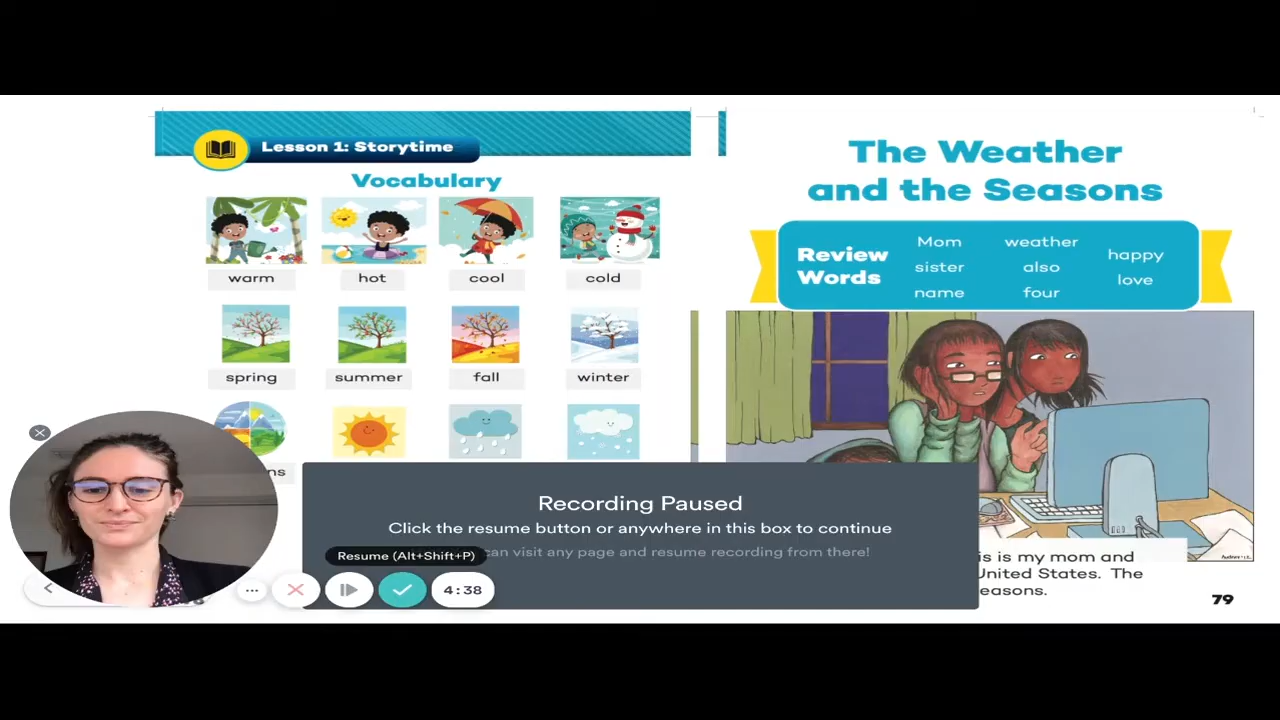 Lesson 1: Storytime
Vocabulary
warm hot cool cold
spring summer fall winter
ns
The Weather
and the Seasons
Review Words
Mom weather happy
sister also love
name four
Recording Paused
Click the resume button or anywhere in this box to continue
can visit any page and resume recording from there!
Resume (Alt+Shift+P)
4:38
is is my mom and
United States. The
easons.
79